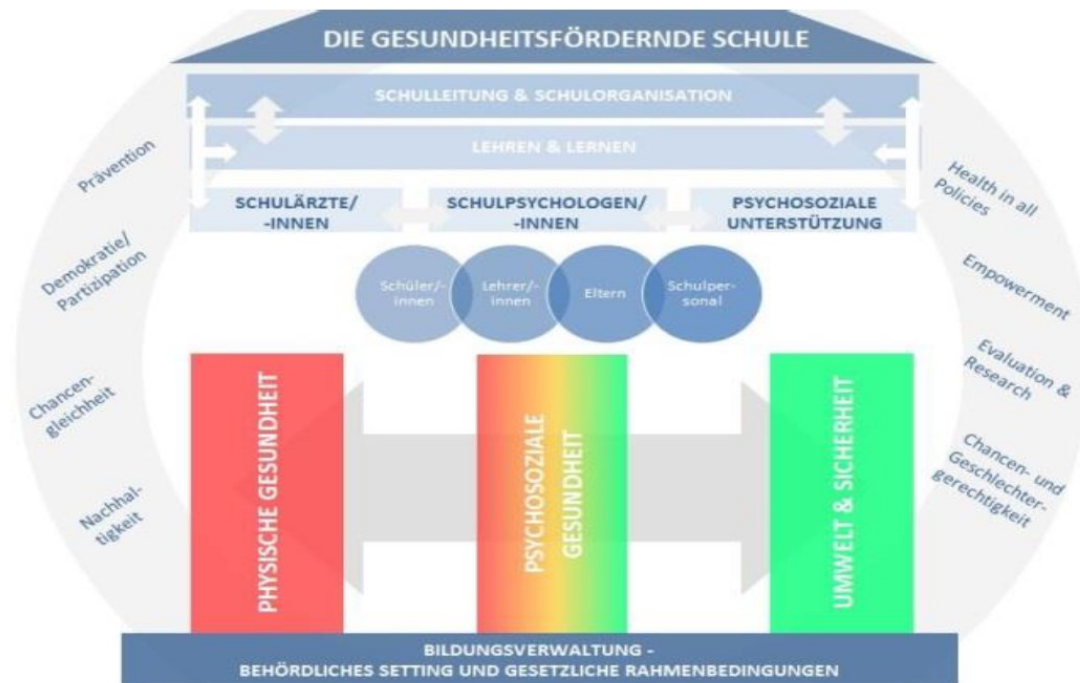 DIE GESUNDHEITSFÖRDERNDE SCHULE
SCHULLEITUNG & SCHULORGANISATION
LEHREN & LERNEN
SCHULÄRZTE/
-INNEN
SCHULPSYCHOLOGEN/
-INNEN
PSYCHOSOZIALE
UNTERSTÜTZUNG
Schüler/-
innen
Lehrer/-
innen
Eltern
Schulper-
sonal
Prävention
Demokratie/
Partizipation
Chancen-
gleichheit
Nachhal-
tigkeit
Health in all
Policies
Empowerment
Evaluation &
Research
Chancen- und
Geschlechter-
gerechtigkeit
PHYSISCHE GESUNDHEIT
PSYCHOSOZIALE
GESUNDHEIT
UMWELT & SICHERHEIT
BILDUNGSVERWALTUNG -
BEHÖRDLICHES SETTING UND GESETZLICHE RAHMENBEDINGUNGEN